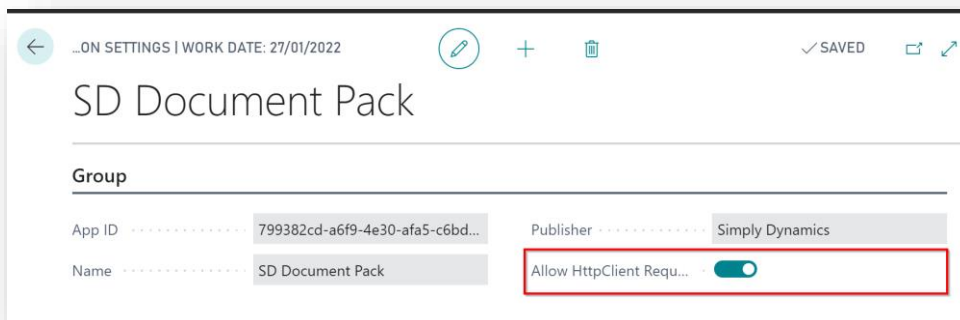 ...ON SETTINGS | WORK DATE: 27/01/2022
SAVED
SD Document Pack
Group
App ID
799382cd-a6f9-4e30-afa5-c6bd...
Publisher
Simply Dynamics
Name
SD Document Pack
Allow HttpClient Requ...